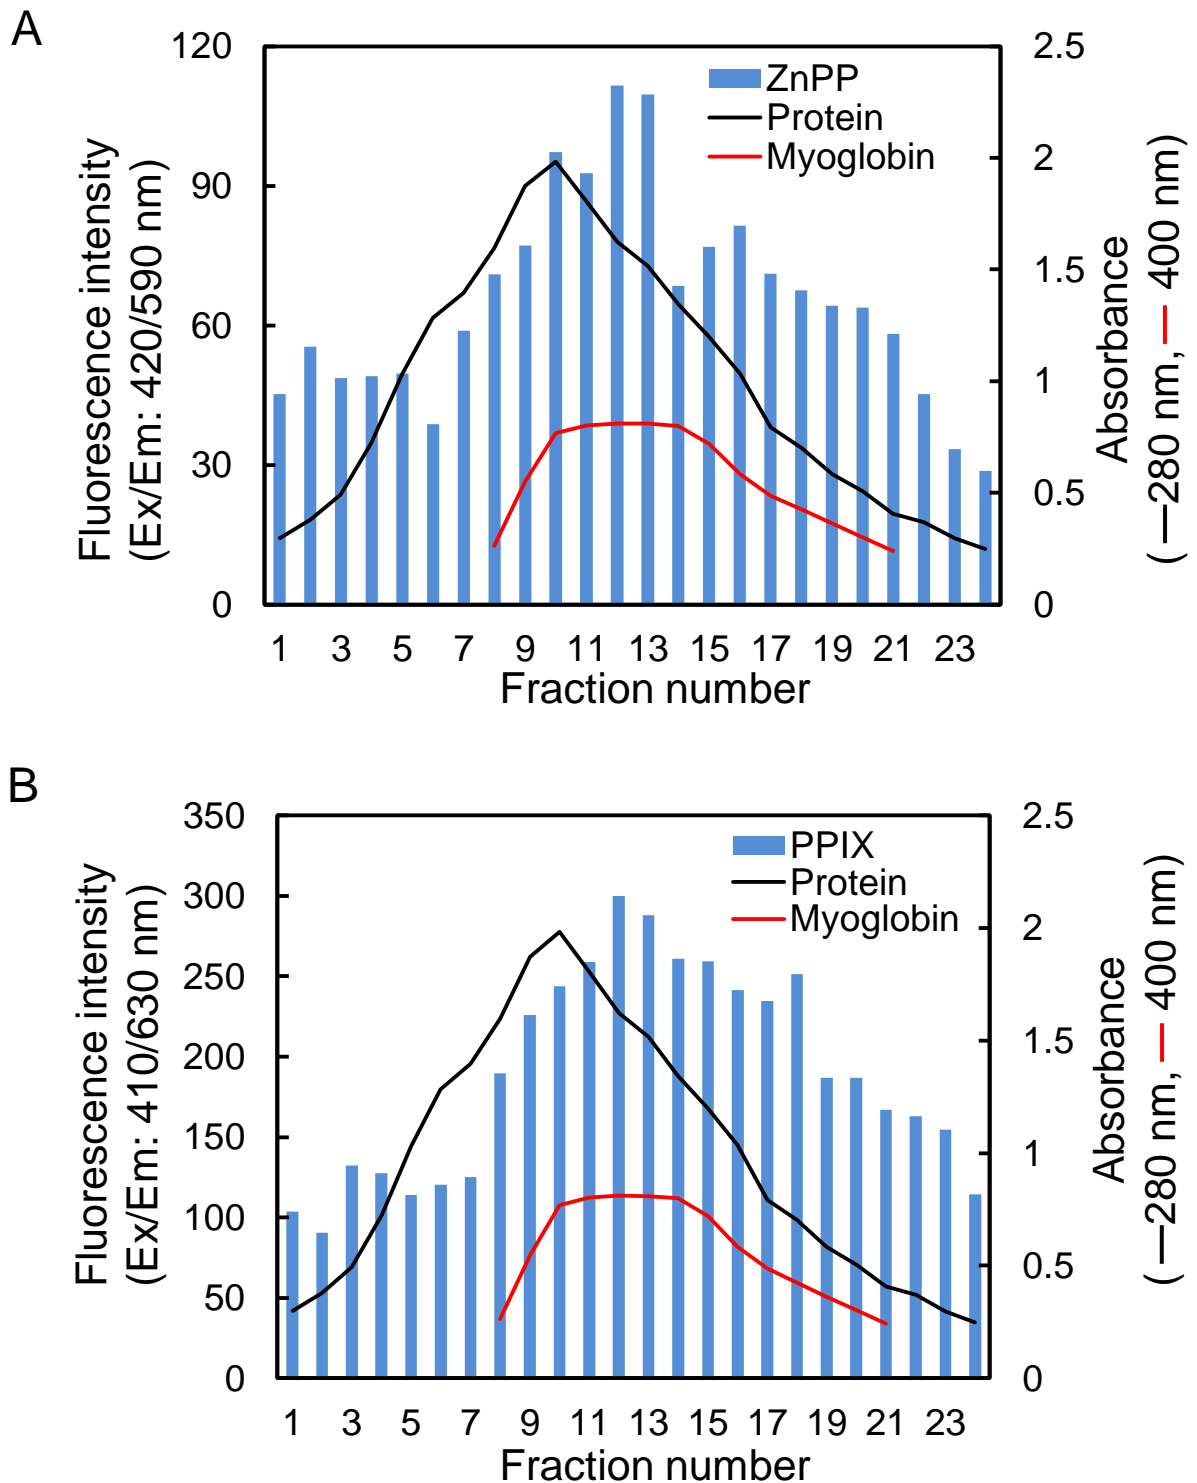 A
120
90
60
30
0
Fluorescence intensity
(Ex/Em: 420/590 nm)
ZnPP
Protein
Myoglobin
2.5
2
1.5
1
0.5
0
Absorbance
(—280 nm, — 400 nm)
1 3 5 7 9 11 13 15 17 19 21 23
Fraction number
B
350
300
250
200
150
100
50
0
Fluorescence intensity
(Ex/Em: 410/630 nm)
PPIX
Protein
Myoglobin
2.5
2
1.5
1
0.5
0
Absorbance
(—280 nm, — 400 nm)
1 3 5 7 9 11 13 15 17 19 21 23
Fraction number